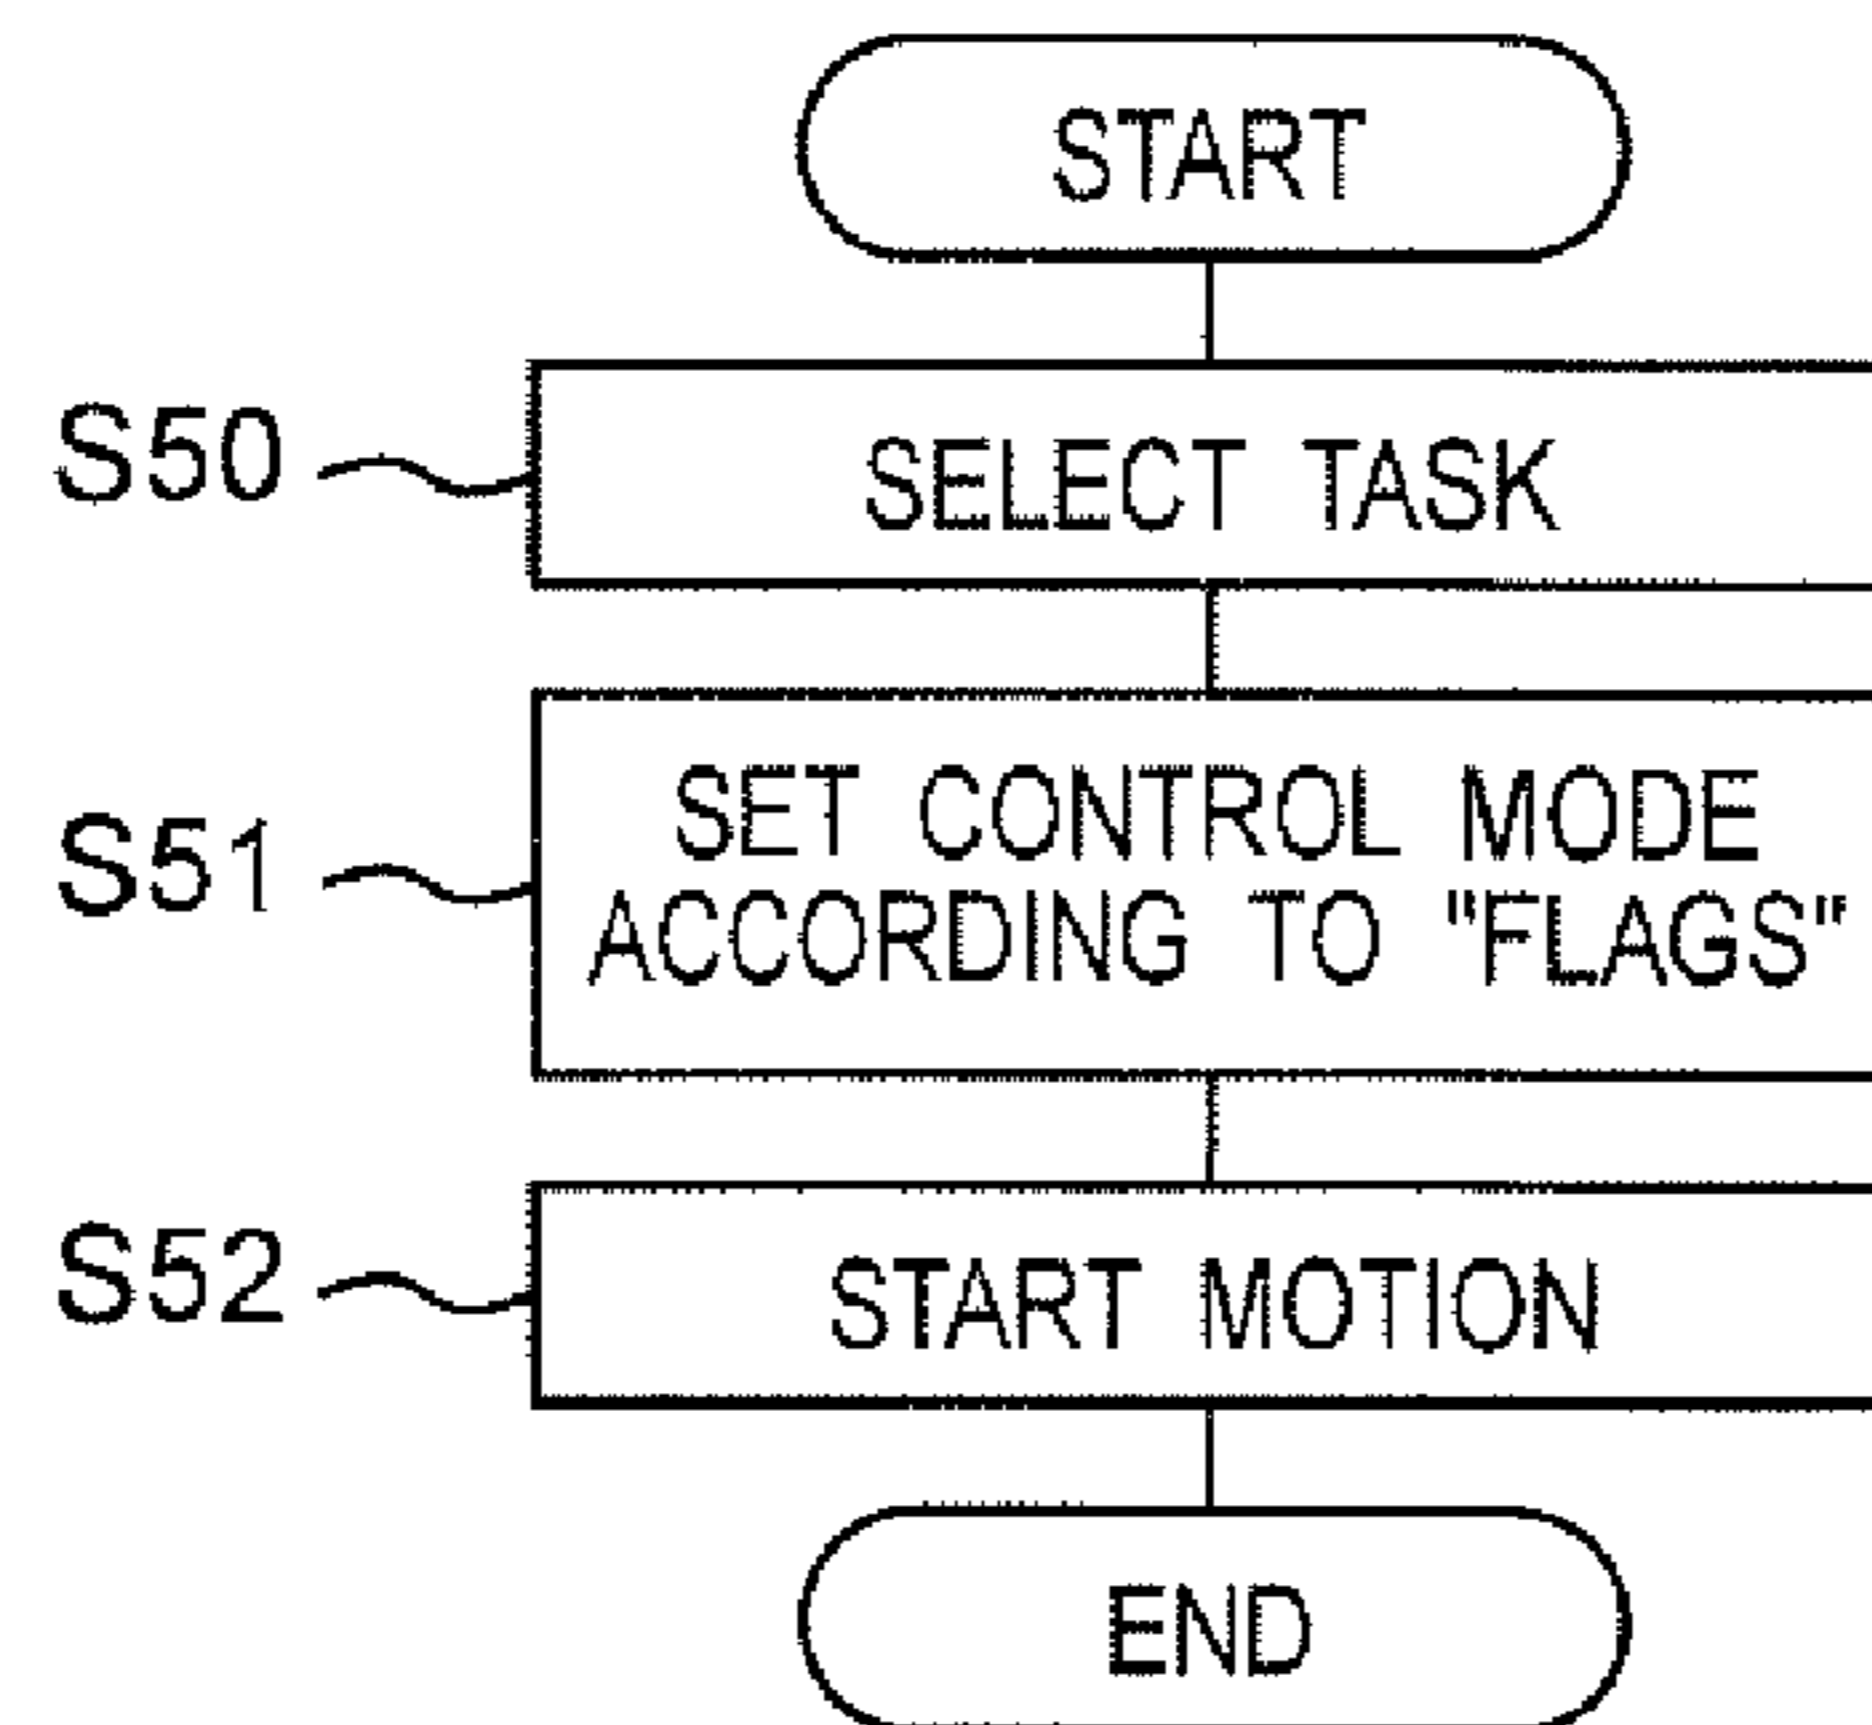 START
S50
SELECT TASK
S51
SET CONTROL MODE
ACCORDING TO "FLAGS"
S52
START MOTION
END